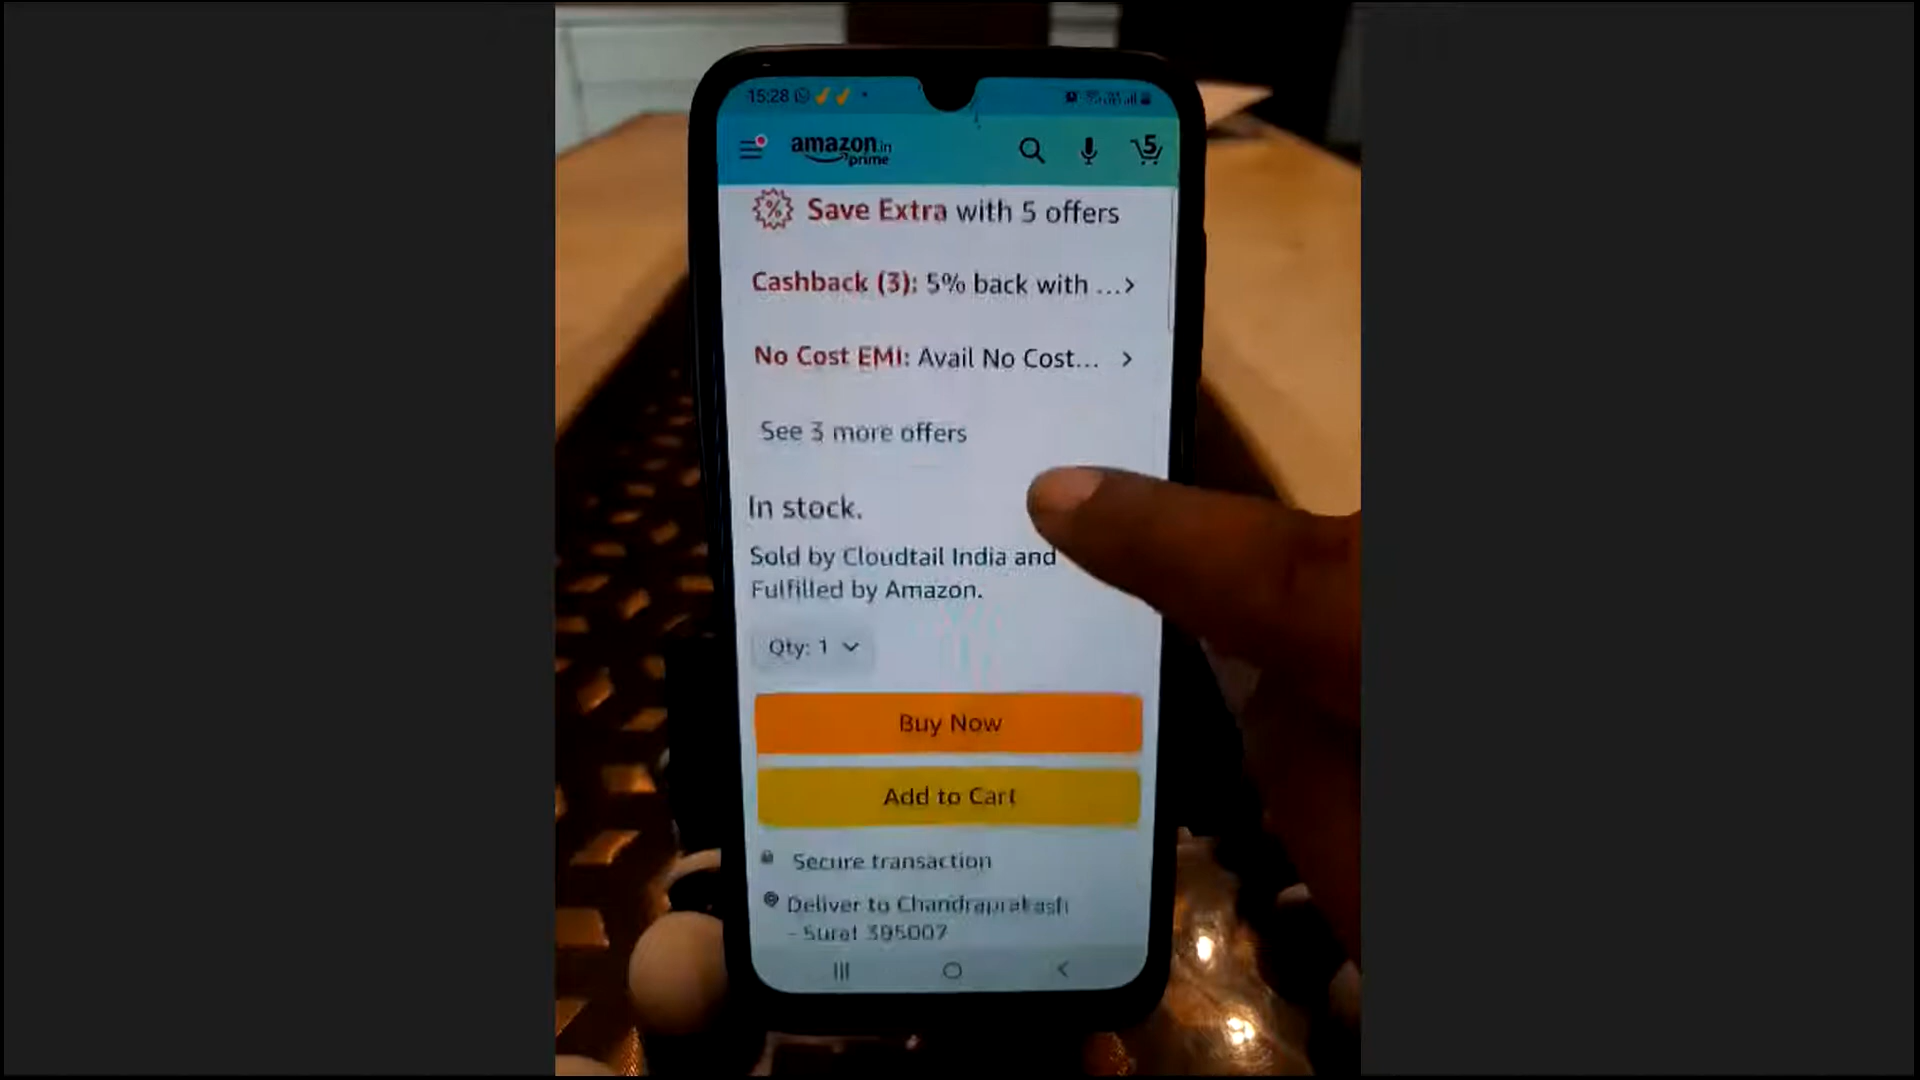 15:28
amazon.in
prime
5
Save Extra with 5 offers
Cashback (3): 5% back with ...
No Cost EMI: Avail No Cost...
See 3 more offers
In stock.
Sold by Cloudtail India and
Fulfilled by Amazon.
Qty: 1
Buy Now
Add to Cart
Secure transaction
Deliver to Chandraprakash
- Surat 395007